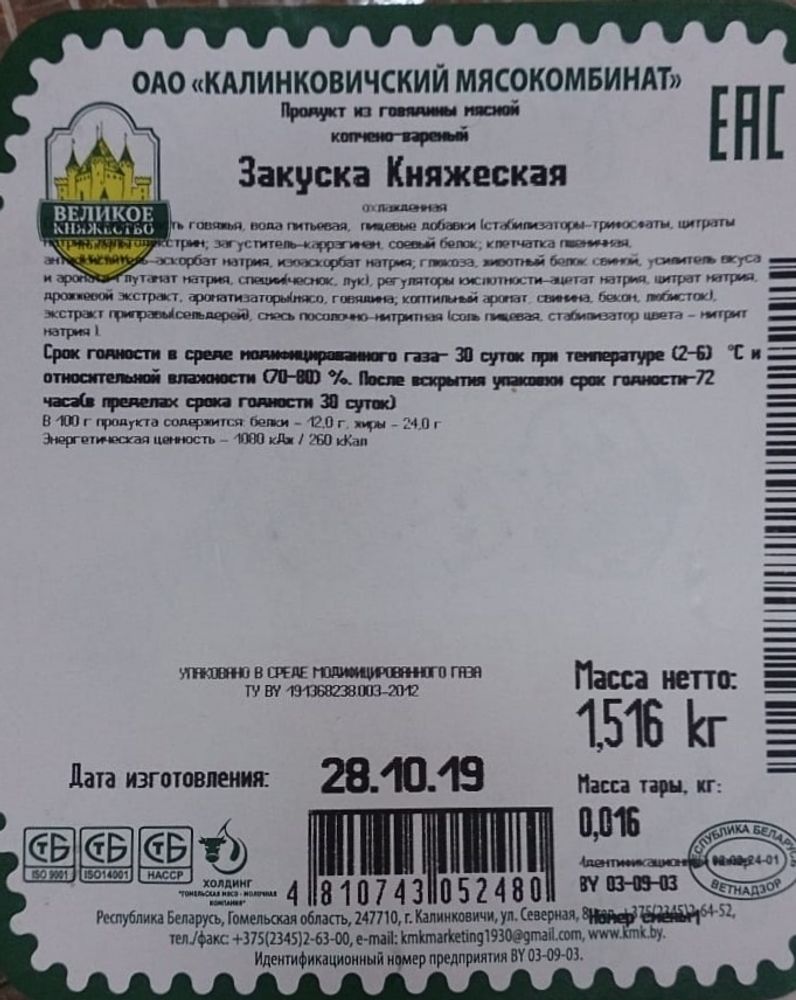 ОАО «КАЛИНКОВИЧСКИЙ МЯСОКОМБИНАТ»
Продукт из говядины мясной
копчено-вареный
ЕАС
Закуска Княжеская
охлажденная
ВЕЛИКОЕ
КНЯЖЕСТВО
говяжья, вода питьевая, пищевые добавки (стабилизаторы-трифосфаты, цитраты
загуститель-каррагинан, соевый белок; клетчатка пшеничная,
аскорбат натрия, изоаскорбат натрия; глюкоза, животный белок свиной, усилитель вкуса
и натрия, специи(чеснок, лук), регуляторы кислотности-ацетат натрия, цитрат натрия,
дрожжевой экстракт, ароматизаторы(мясо, говядина; коптильный аромат, свинина, бекон, любисток),
экстракт приправы(сельдерей), смесь посолочно-нитритная (соль пищевая, стабилизатор цвета - нитрит
натрия ).
Срок годности в среде модифицированного газа- 30 суток при температуре (2-6) °С и
относительной влажности (70-80) %. После вскрытия упаковки срок годности-72
часа(в пределах срока годности 30 суток)
В 100 г продукта содержится: белки - 12,0 г, жиры - 24,0 г
Энергетическая ценность - 1080 кДж / 260 кКал
УПАКОВАНО В СРЕДЕ МОДИФИЦИРОВАННОГО ГАЗА
ТУ BY 191368238.003-2012
Масса нетто:
1,516 кг
Дата изготовления: 28.10.19
Масса тары, кг:
0,016
СТБ СТБ СТБ
ISO 9001 ISO14001 НАССР
ХОЛДИНГ
"ГОМЕЛЬСКАЯ МЯСО - МОЛОЧНАЯ
КОМПАНИЯ"
4 810743 052480
BY 03-09-03
ВЕТНАДЗОР
Республика Беларусь, Гомельская область, 247710, г. Калинковичи, ул. Северная,
тел./факс: +375(2345)2-63-00, e-mail: kmkmarketing1930@gmail.com, www.kmk.by.
Идентификационный номер предприятия BY 03-09-03.